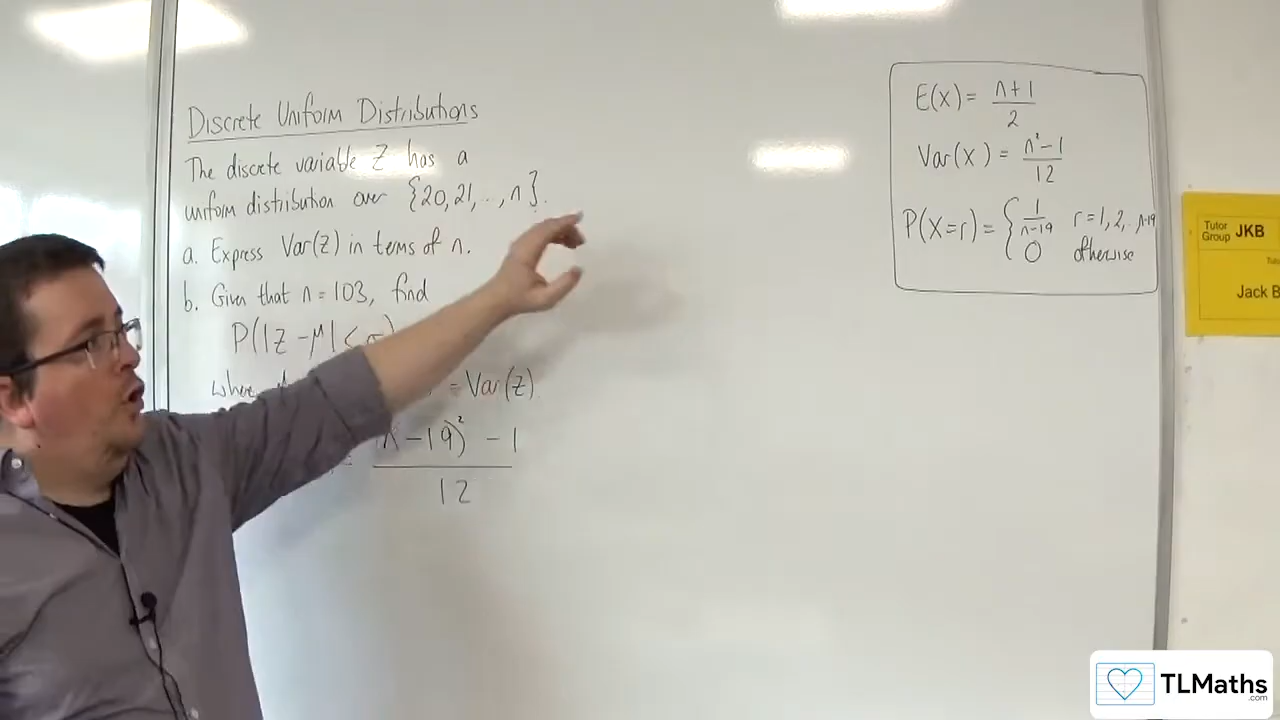 Discrete Uniform Distributions
The discrete variable Z has a
uniform distribution over {20, 21, ..., n}.
a. Express Var(Z) in terms of n.
b. Given that n = 103, find
P(|Z - μ| < σ)
where = Var(Z).
n - 19)² - 1
12
E(X) = n + 1
2
Var(X) = n² - 1
12
P(X=r) = { 1/n-19 r = 1, 2, .., n-19
0 otherwise
Tutor Group JKB
Jack B
TLMaths
.com